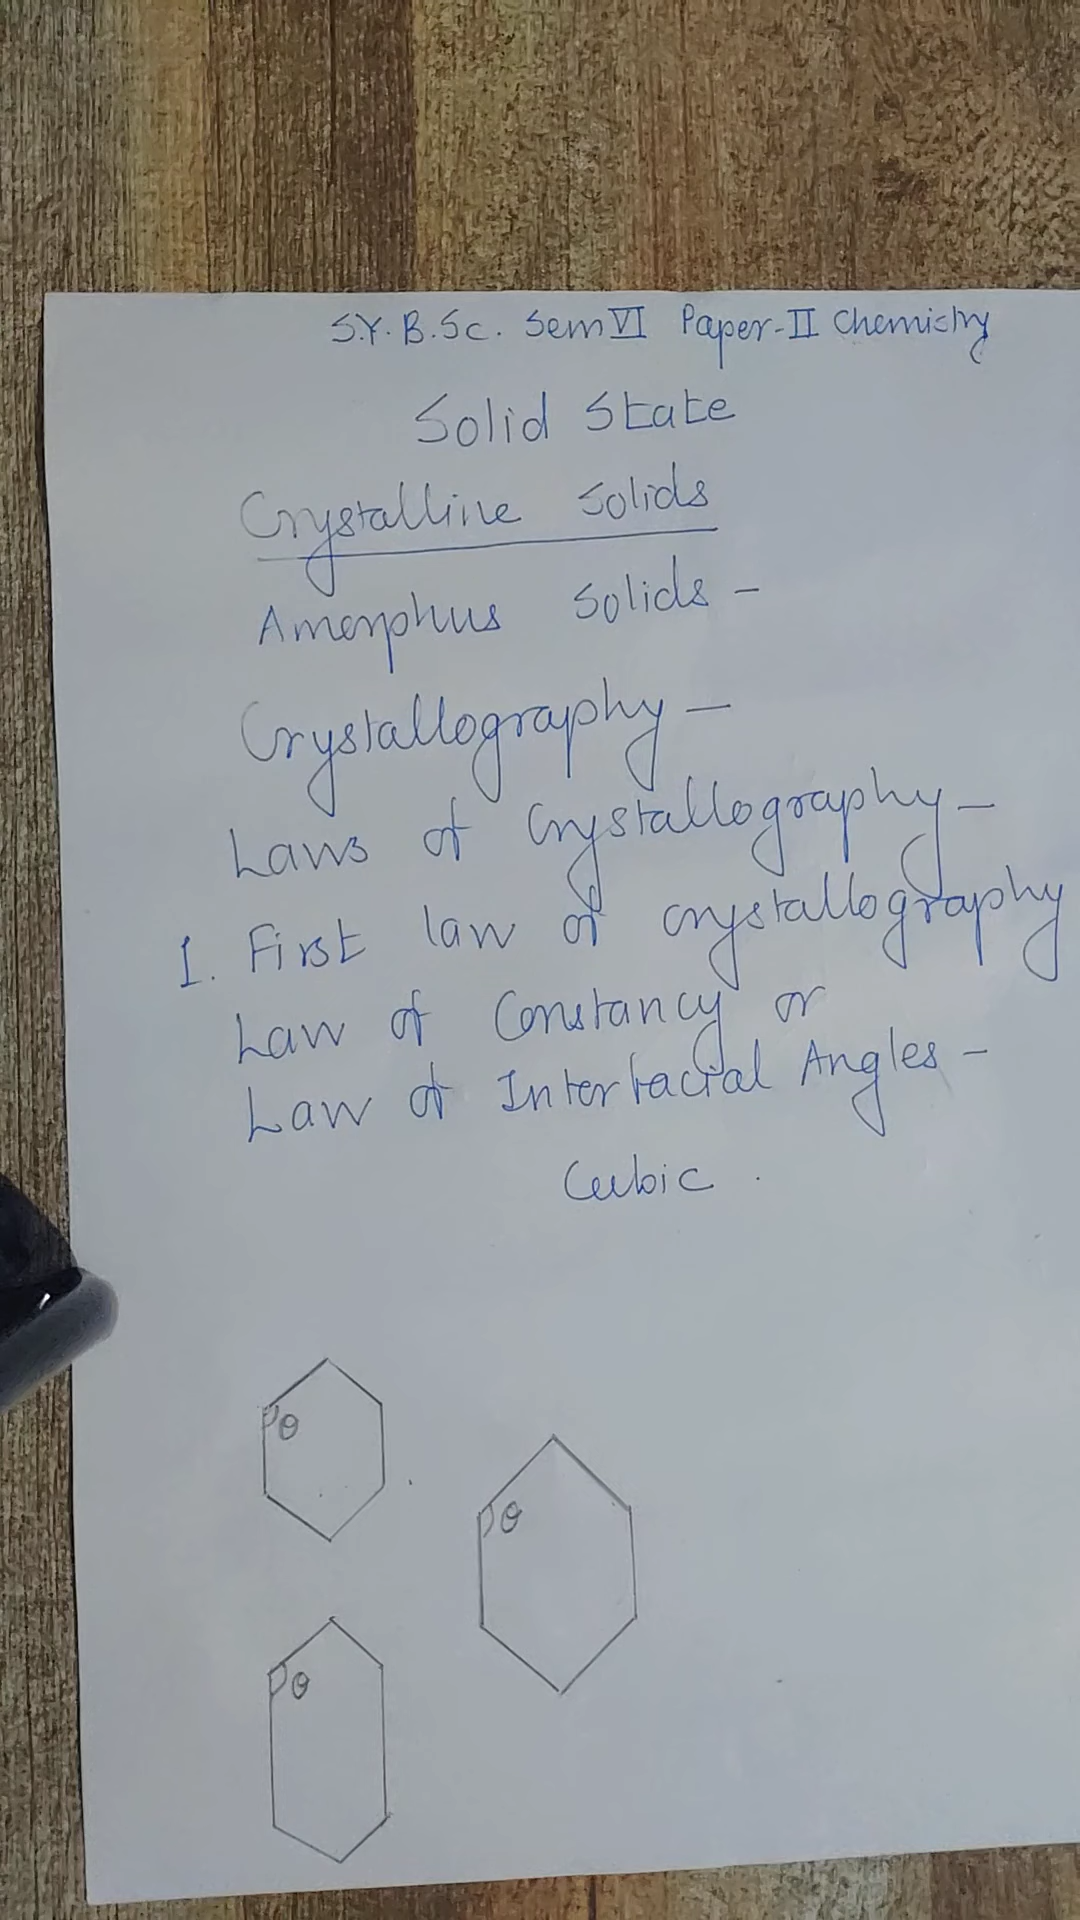 S.Y.B.Sc. Sem VI Paper-II Chemistry
Solid State
Crystalline Solids
Amorphus Solids -
Crystallography -
Laws of Crystallography -
1. First law of crystallography
Law of Constancy or
Law of Interfacial Angles -
Cubic .
θ
θ
θ